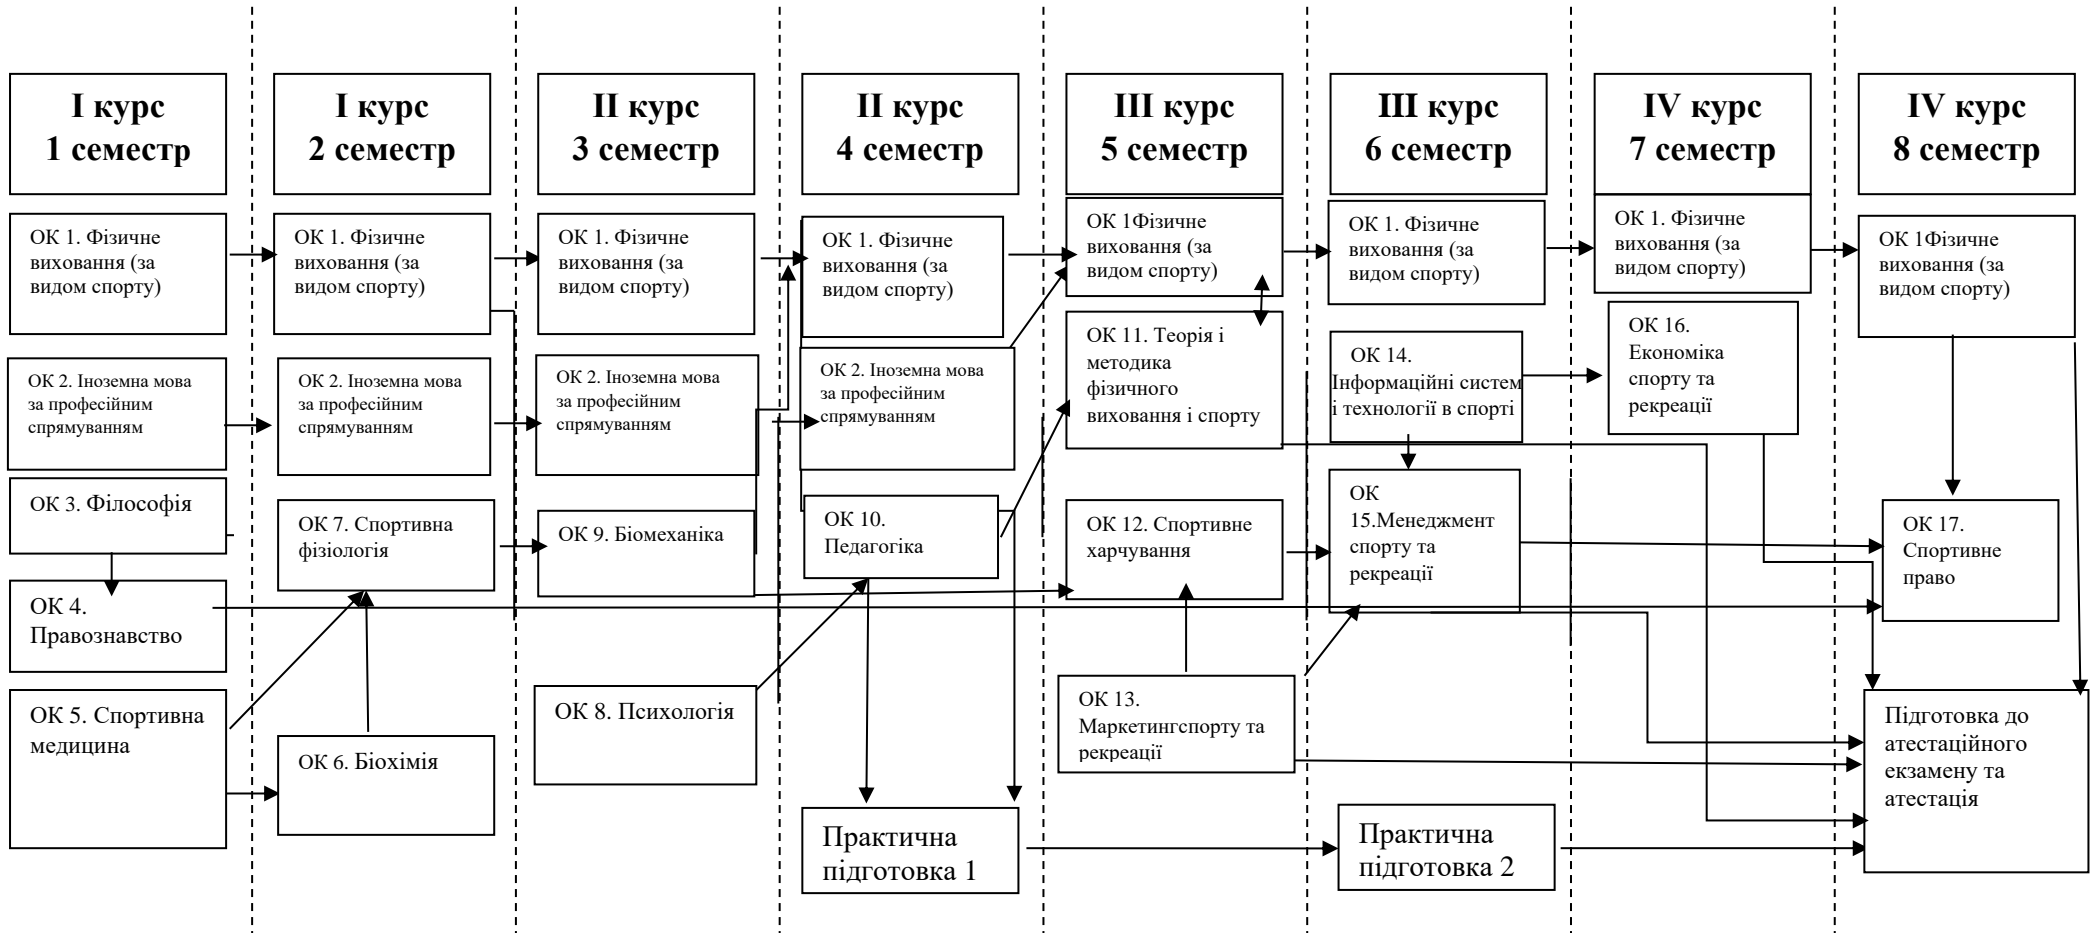 I курс
1 семестр
I курс
2 семестр
II курс
3 семестр
II курс
4 семестр
III курс
5 семестр
III курс
6 семестр
IV курс
7 семестр
IV курс
8 семестр
ОК 1. Фізичне
виховання (за
видом спорту)
ОК 1. Фізичне
виховання (за
видом спорту)
ОК 1. Фізичне
виховання (за
видом спорту)
ОК 1. Фізичне
виховання (за
видом спорту)
ОК 1Фізичне
виховання (за
видом спорту)
ОК 1. Фізичне
виховання (за
видом спорту)
ОК 1. Фізичне
виховання (за
видом спорту)
ОК 1Фізичне
виховання (за
видом спорту)
ОК 2. Іноземна мова
за професійним
спрямуванням
ОК 2. Іноземна мова
за професійним
спрямуванням
ОК 2. Іноземна мова
за професійним
спрямуванням
ОК 2. Іноземна мова
за професійним
спрямуванням
ОК 11. Теорія і
методика
фізичного
виховання і спорту
ОК 14.
Інформаційні систем
і технології в спорті
ОК 16.
Економіка
спорту та
рекреації
ОК 3. Філософія
ОК 7. Спортивна
фізіологія
ОК 9. Біомеханіка
ОК 10.
Педагогіка
ОК 12. Спортивне
харчування
ОК
15.Менеджмент
спорту та
рекреації
ОК 17.
Спортивне
право
ОК 4.
Правознавство
ОК 5. Спортивна
медицина
ОК 6. Біохімія
ОК 8. Психологія
ОК 13.
Маркетингспорту та
рекреації
Підготовка до
атестаційного
екзамену та
атестація
Практична
підготовка 1
Практична
підготовка 2